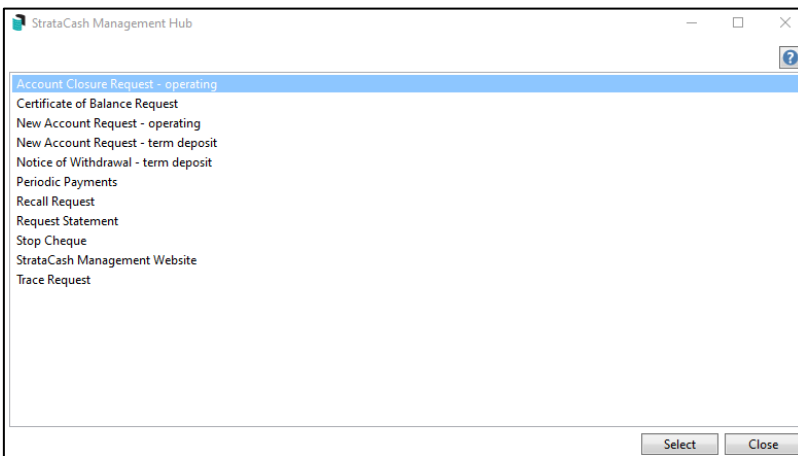 StrataCash Management Hub
Account Closure Request - operating
Certificate of Balance Request
New Account Request - operating
New Account Request - term deposit
Notice of Withdrawal - term deposit
Periodic Payments
Recall Request
Request Statement
Stop Cheque
StrataCash Management Website
Trace Request
Select Close